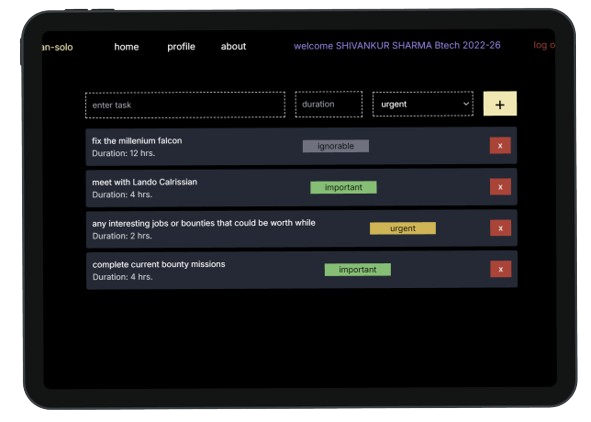 an-solo home profile about welcome SHIVANKUR SHARMA Btech 2022-26 log o
enter task duration urgent +
fix the millenium falcon
Duration: 12 hrs.
ignorable
x
meet with Lando Calrissian
Duration: 4 hrs.
important
x
any interesting jobs or bounties that could be worth while
Duration: 2 hrs.
urgent
x
complete current bounty missions
Duration: 4 hrs.
important
x